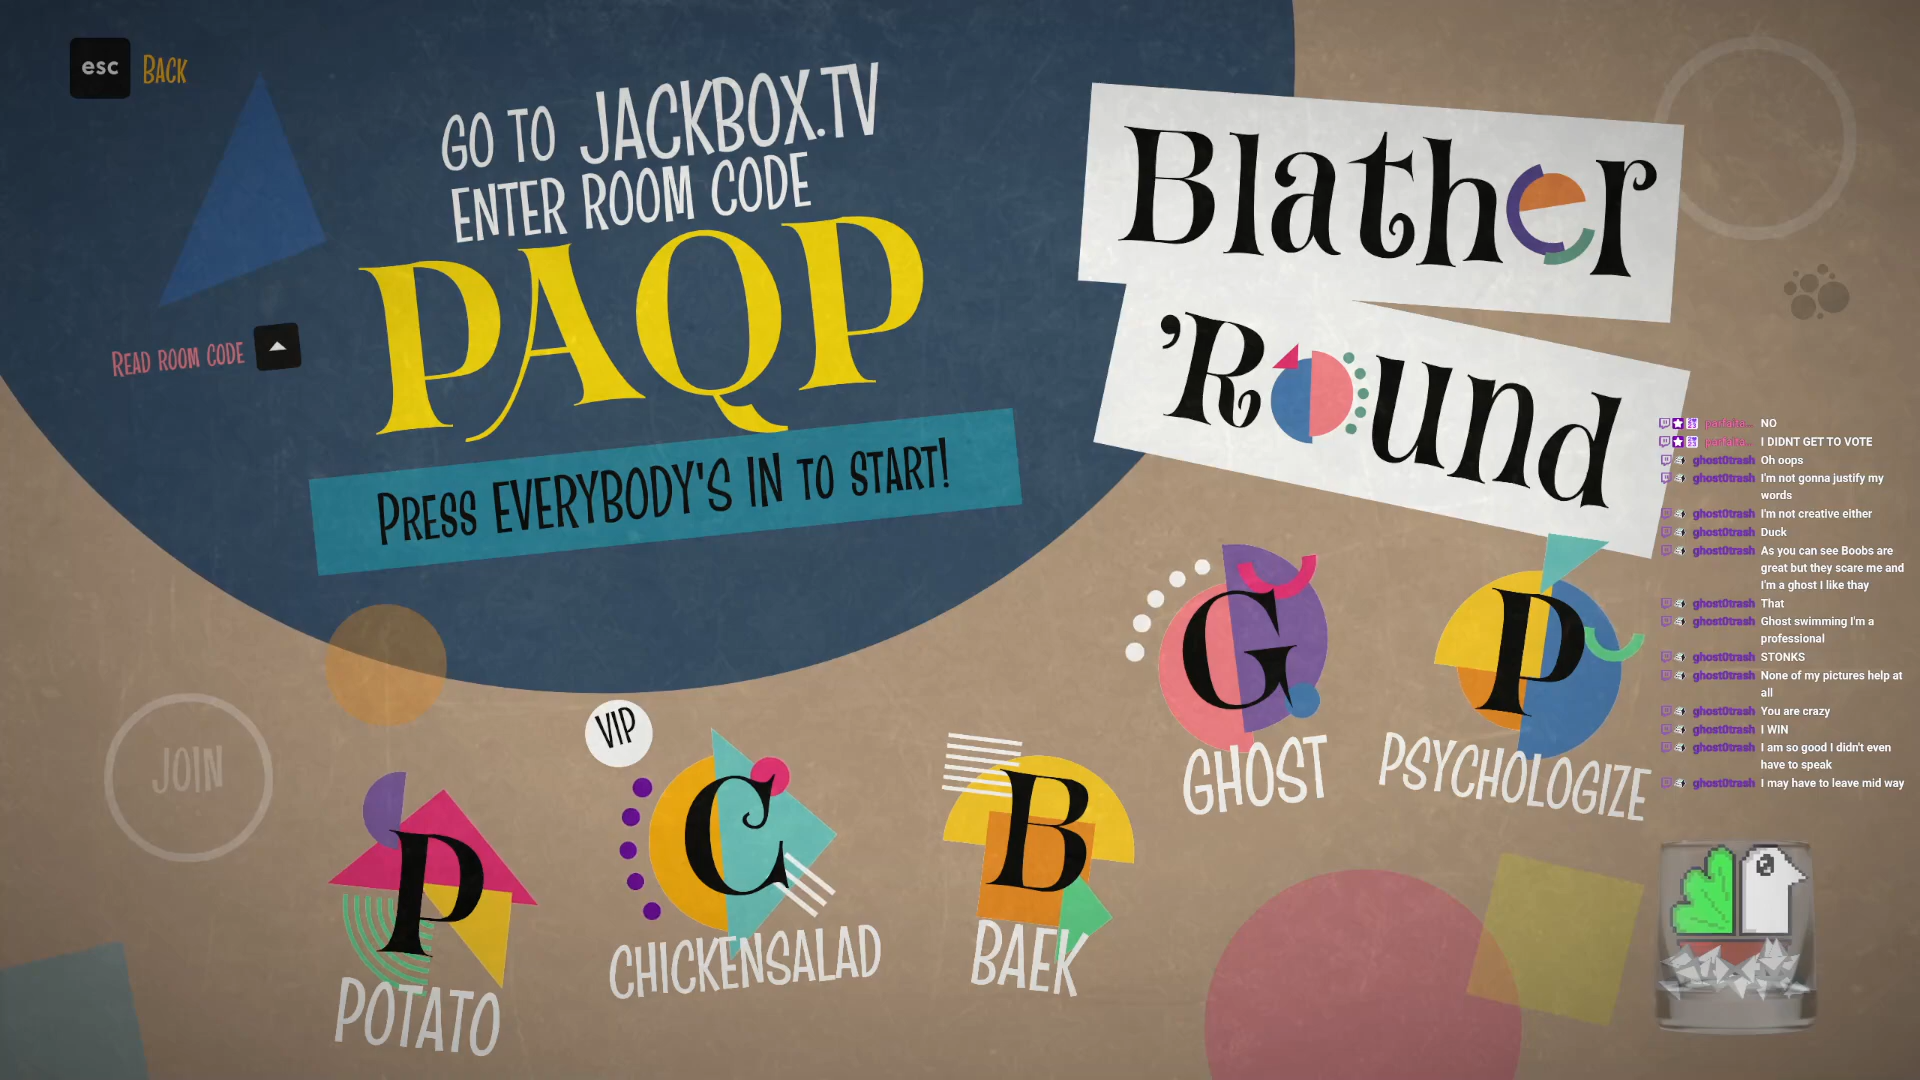 esc BACK
GO TO JACKBOX.TV
ENTER ROOM CODE
PAQP
READ ROOM CODE
PRESS EVERYBODY'S IN TO START!
Blather
'Round
JOIN
P
POTATO
VIP
C
CHICKENSALAD
B
BAEK
G
GHOST
P
PSYCHOLOGIZE
NO
I DIDNT GET TO VOTE
ghost0trash Oh oops
ghost0trash I'm not gonna justify my
words
ghost0trash I'm not creative either
ghost0trash Duck
ghost0trash As you can see Boobs are
great but they scare me and
I'm a ghost I like thay
ghost0trash That
ghost0trash Ghost swimming I'm a
professional
ghost0trash STONKS
ghost0trash None of my pictures help at
all
ghost0trash You are crazy
ghost0trash I WIN
ghost0trash I am so good I didn't even
have to speak
ghost0trash I may have to leave mid way